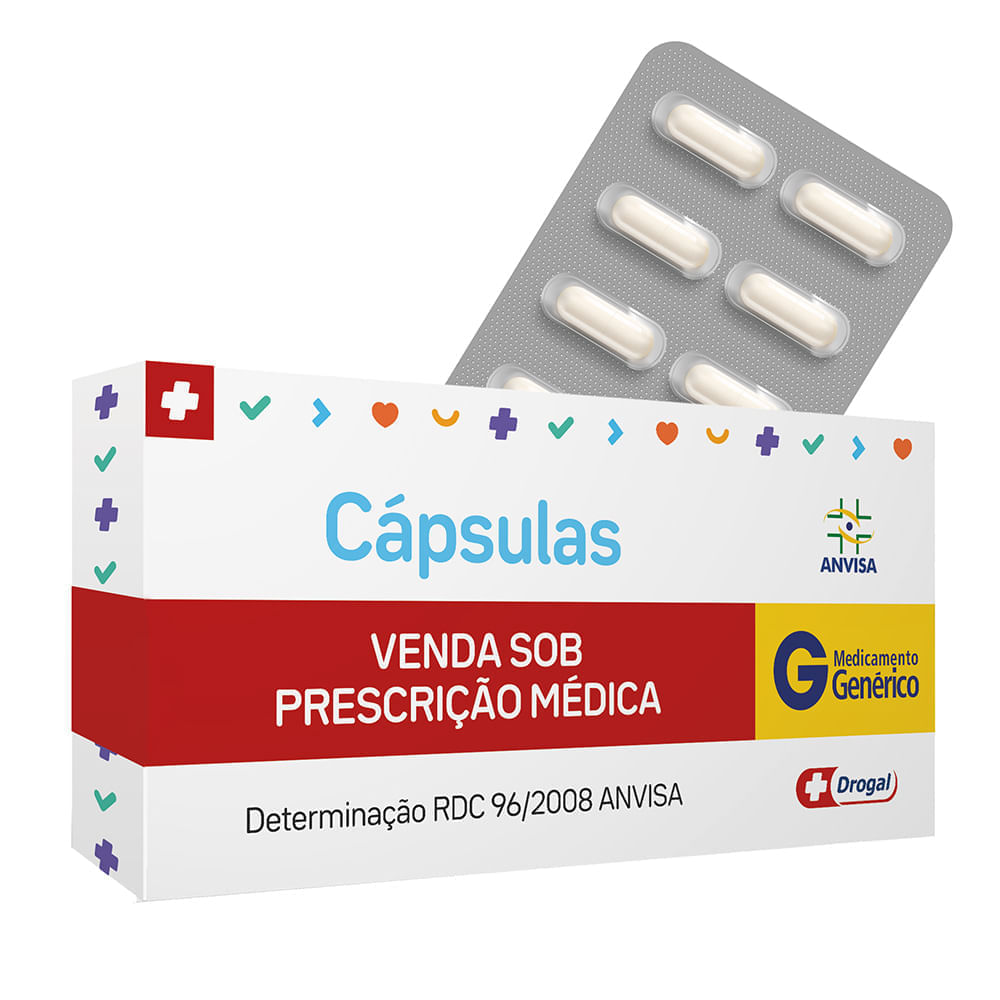 Cápsulas
ANVISA
VENDA SOB
PRESCRIÇÃO MÉDICA
G Medicamento
Genérico
Determinação RDC 96/2008 ANVISA
Drogal